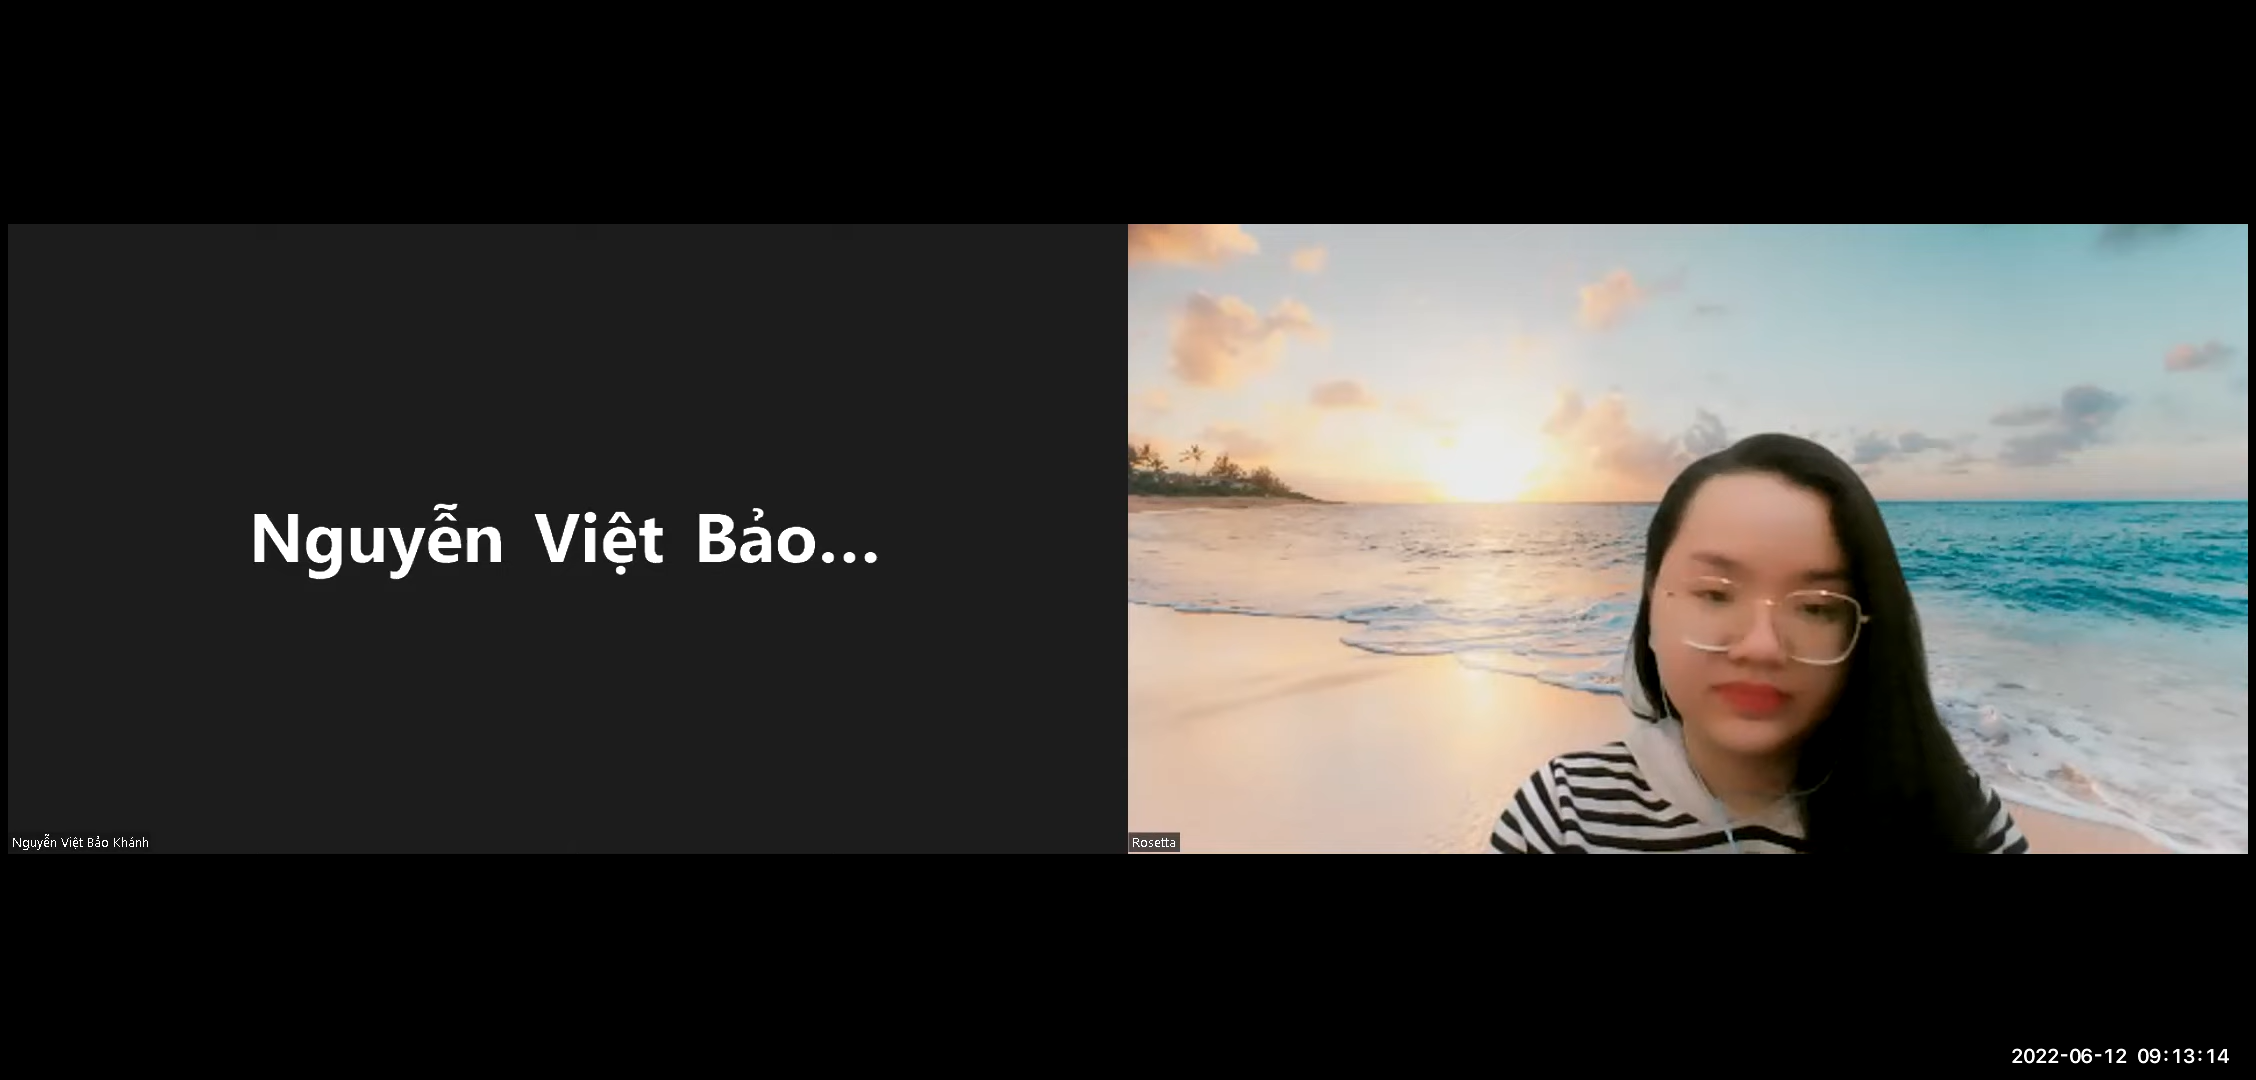 Nguyễn Việt Bảo...
Nguyễn Việt Bảo Khánh
Rosetta
2022-06-12 09:13:14